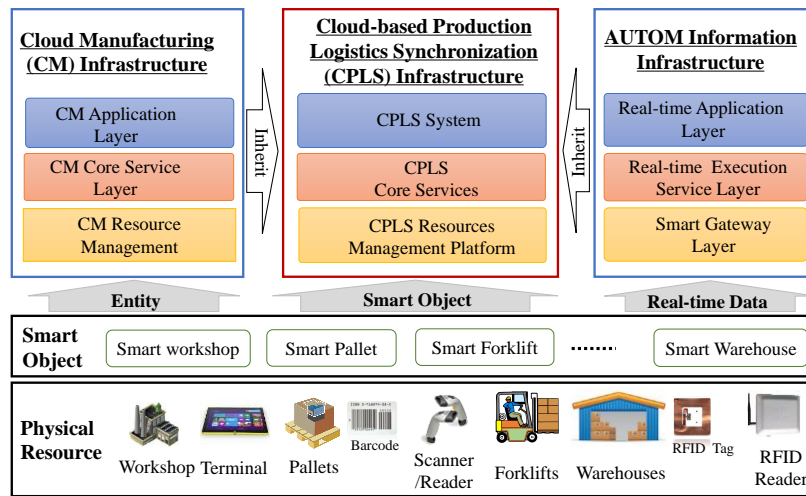 Cloud Manufacturing
(CM) Infrastructure
CM Application
Layer
CM Core Service
Layer
CM Resource
Management
Inherit
Cloud-based Production
Logistics Synchronization
(CPLS) Infrastructure
CPLS System
CPLS
Core Services
CPLS Resources
Management Platform
Inherit
AUTOM Information
Infrastructure
Real-time Application
Layer
Real-time Execution
Service Layer
Smart Gateway
Layer
Entity
Smart Object
Real-time Data
Smart
Object
Smart workshop
Smart Pallet
Smart Forklift
Smart Warehouse
Physical
Resource
Workshop
Terminal
Pallets
Barcode
Scanner
/Reader
Forklifts
Warehouses
RFID Tag
RFID
Reader